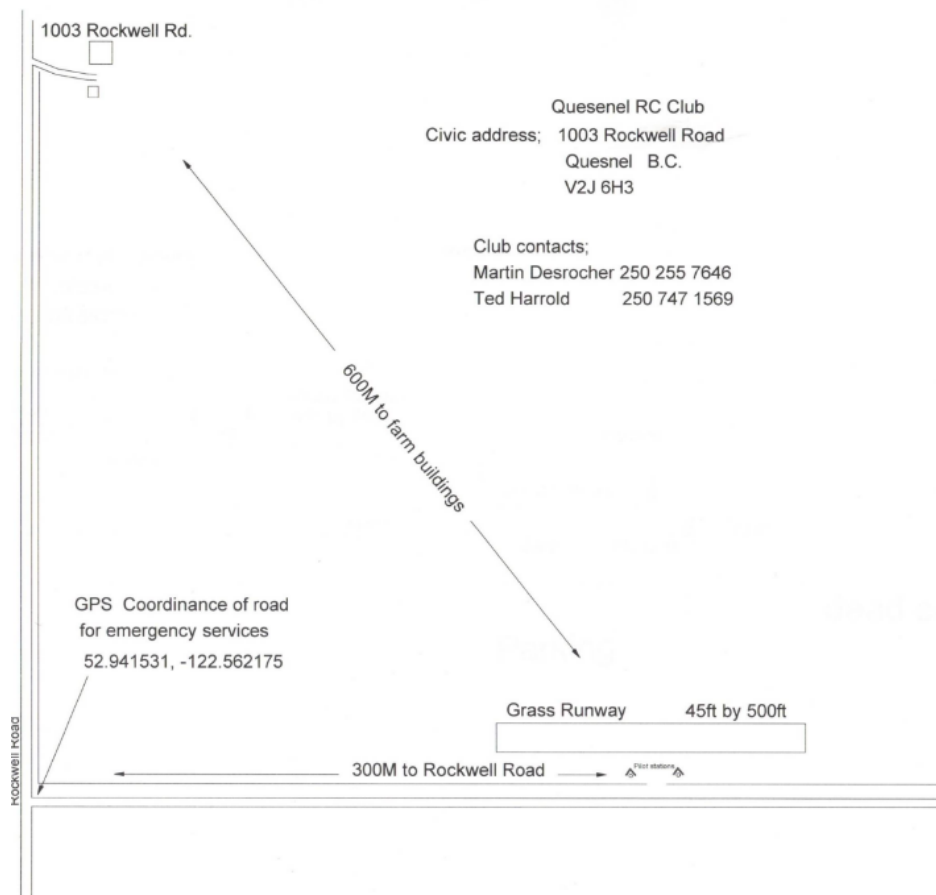 1003 Rockwell Rd.
Quesenel RC Club
Civic address; 1003 Rockwell Road
Quesnel B.C.
V2J 6H3
Club contacts;
Martin Desrocher 250 255 7646
Ted Harrold 250 747 1569
600M to farm buildings
GPS Coordinance of road
for emergency services
52.941531, -122.562175
Grass Runway 45ft by 500ft
Rockwell Road
300M to Rockwell Road
Pilot stations